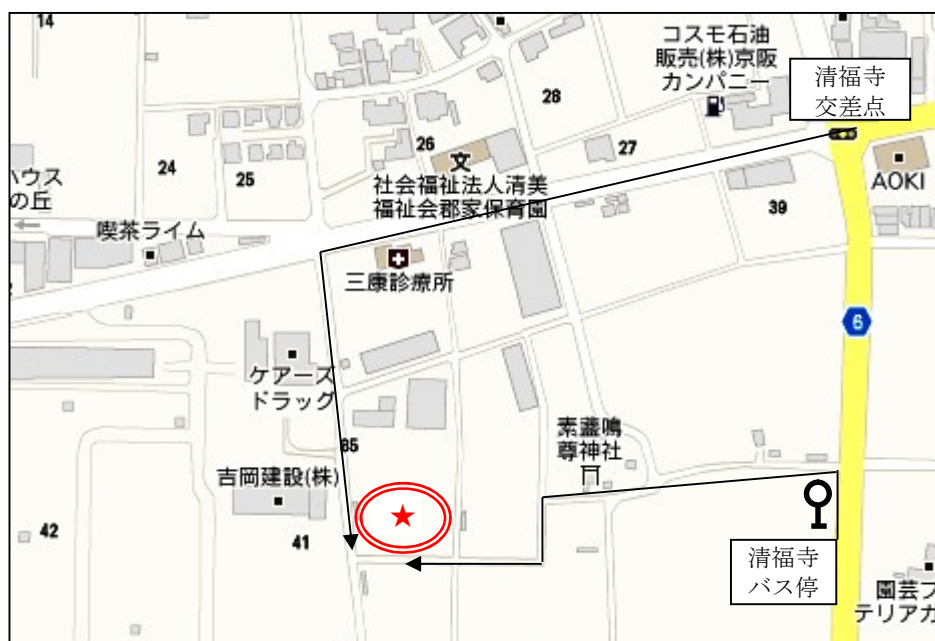 14
コスモ石油
販売(株)京阪
カンパニー
清福寺
交差点
28
26
27
24
25
文
AOKI
ハウス
の丘
社会福祉法人清美
福祉会郡家保育園
39
喫茶ライム
三康診療所
6
ケアーズ
ドラッグ
素盞鳴
尊神社
65
吉岡建設(株)
42
41
清福寺
バス停
園芸プ
テリアガ